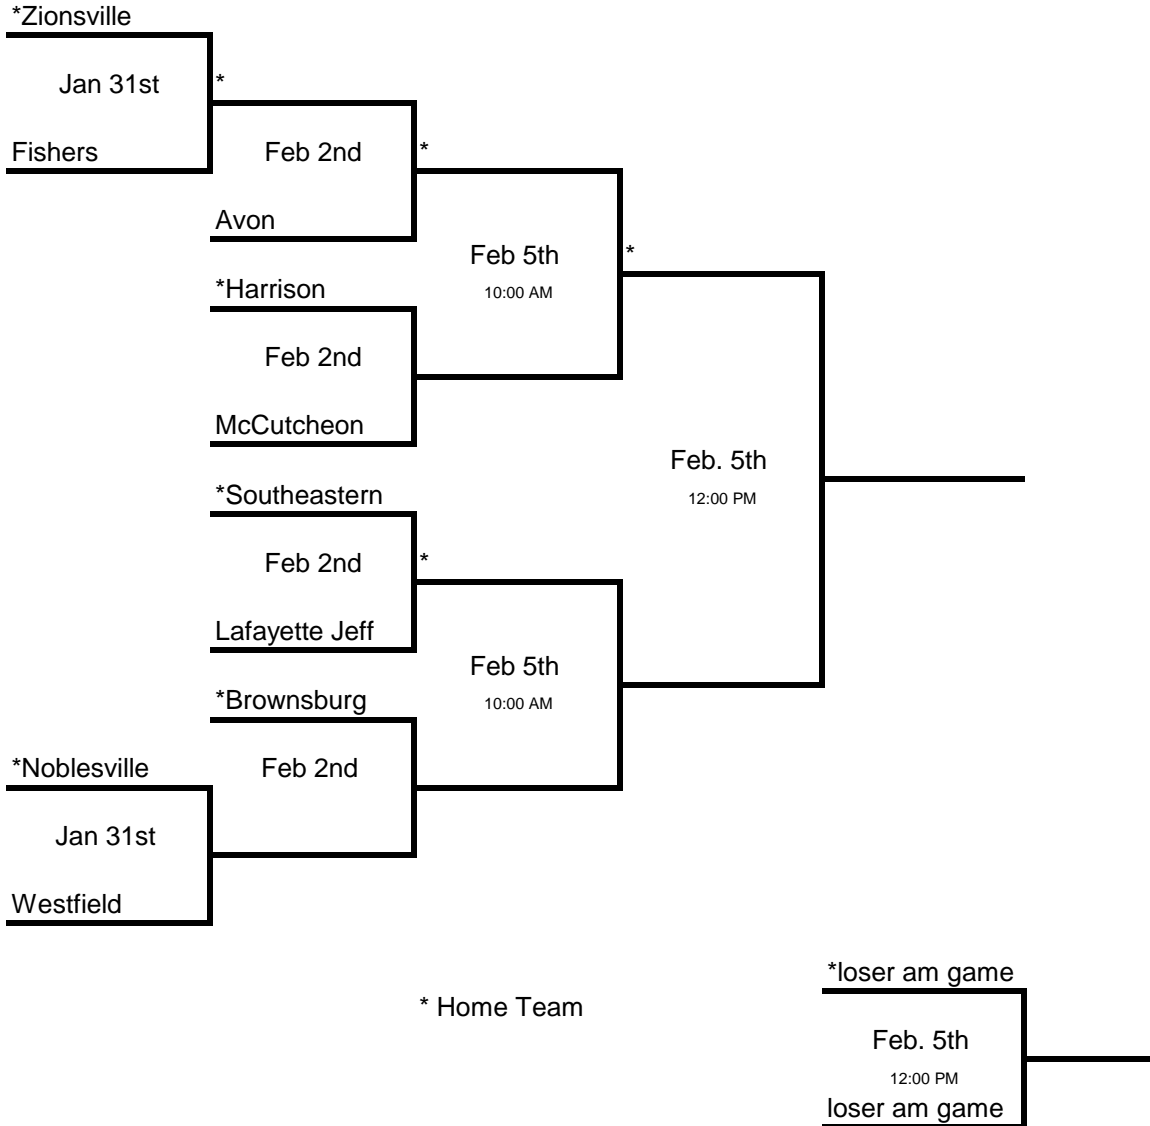 *Zionsville
Jan 31st
*
Fishers
Feb 2nd
*
Avon
Feb 5th
*
10:00 AM
*Harrison
Feb 2nd
McCutcheon
Feb. 5th
12:00 PM
*Southeastern
Feb 2nd
*
Lafayette Jeff
Feb 5th
10:00 AM
*Brownsburg
Feb 2nd
*Noblesville
Jan 31st
Westfield
* Home Team
*loser am game
Feb. 5th
12:00 PM
loser am game